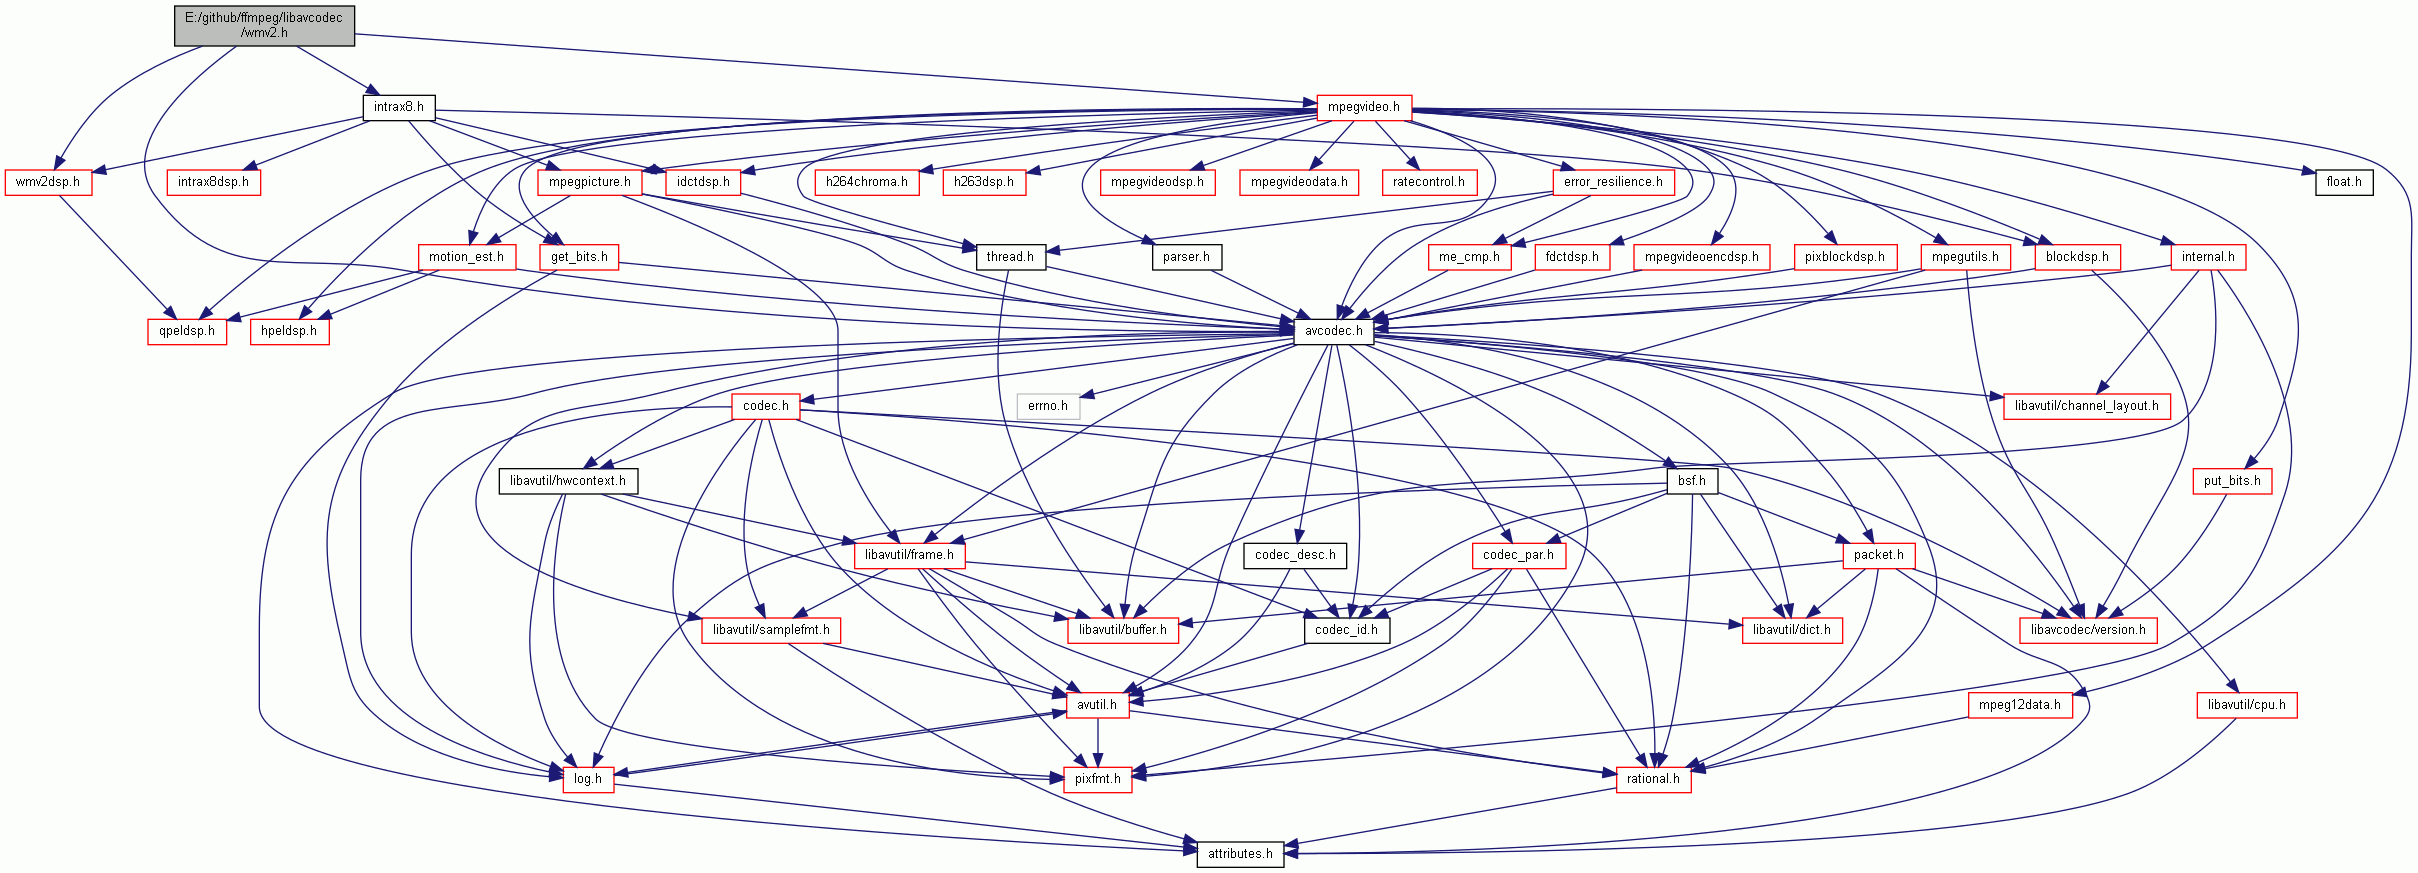 E:/github/ffmpeg/libavcodec
/wmv2.h
intrax8.h
mpegvideo.h
wmv2dsp.h
intrax8dsp.h
mpegpicture.h
idctdsp.h
h264chroma.h
h263dsp.h
mpegvideodsp.h
mpegvideodata.h
ratecontrol.h
error_resilience.h
float.h
motion_est.h
get_bits.h
thread.h
parser.h
me_cmp.h
fdctdsp.h
mpegvideoencdsp.h
pixblockdsp.h
mpegutils.h
blockdsp.h
internal.h
qpeldsp.h
hpeldsp.h
avcodec.h
codec.h
errno.h
libavutil/channel_layout.h
libavutil/hwcontext.h
bsf.h
put_bits.h
libavutil/frame.h
codec_desc.h
codec_par.h
packet.h
libavutil/samplefmt.h
libavutil/buffer.h
codec_id.h
libavutil/dict.h
libavcodec/version.h
avutil.h
mpeg12data.h
libavutil/cpu.h
log.h
pixfmt.h
rational.h
attributes.h